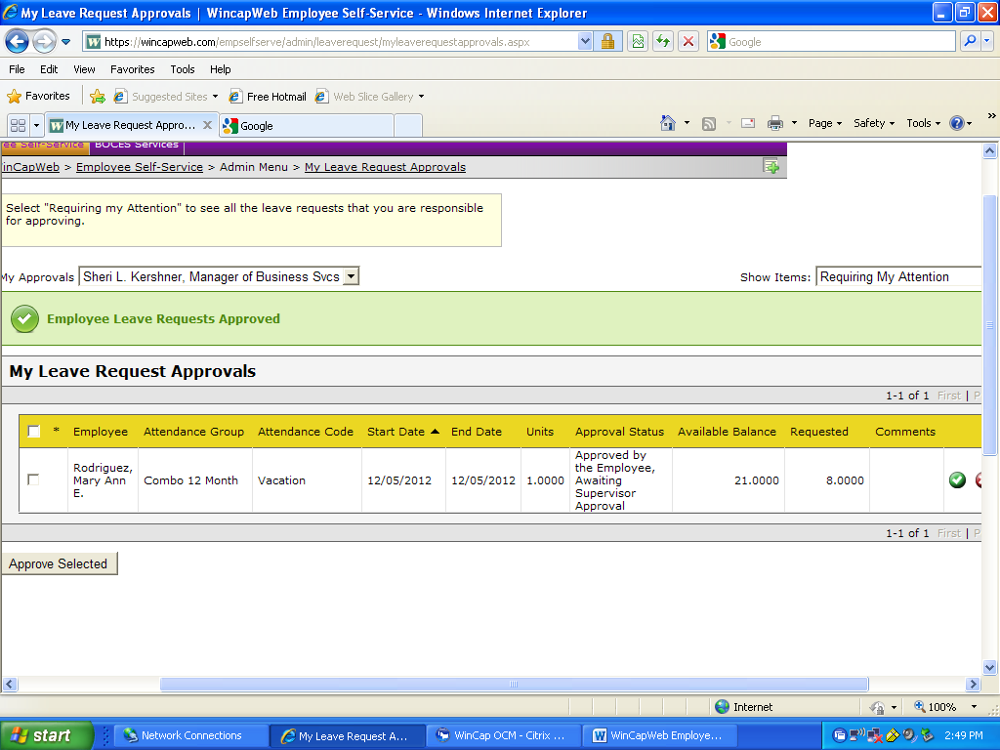 My Leave Request Approvals | WincapWeb Employee Self-Service - Windows Internet Explorer
https://wincapweb.com/empselfserve/admin/leaverequest/myleaverequestapprovals.aspx
Google
File Edit View Favorites Tools Help
Favorites Suggested Sites Free Hotmail Web Slice Gallery
My Leave Request Appro... Google Page Safety Tools
ee Self-Service BOCES Services
inCapWeb > Employee Self-Service > Admin Menu > My Leave Request Approvals
Select "Requiring my Attention" to see all the leave requests that you are responsible
for approving.
My Approvals Sheri L. Kershner, Manager of Business Svcs Show Items: Requiring My Attention
Employee Leave Requests Approved
My Leave Request Approvals
1-1 of 1 First | P
* Employee Attendance Group Attendance Code Start Date End Date Units Approval Status Available Balance Requested Comments
Rodriguez,
Mary Ann
E.
Combo 12 Month Vacation 12/05/2012 12/05/2012 1.0000
Approved by
the Employee,
Awaiting
Supervisor
Approval
21.0000 8.0000
1-1 of 1 First | P
Approve Selected
Internet 100%
start Network Connections My Leave Request A... WinCap OCM - Citrix ... WinCapWeb Employe... 2:49 PM